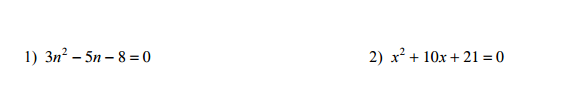 1) 3n² – 5n – 8 = 0
2) x² + 10x + 21 = 0